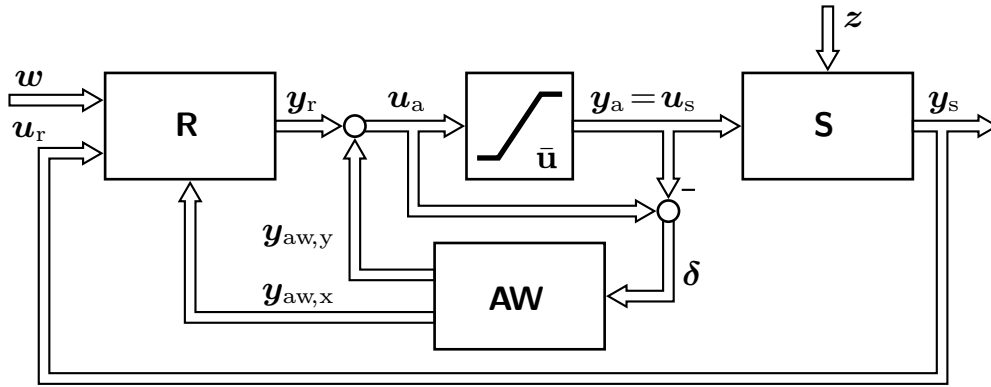 z
w
y_r
u_a
y_a = u_s
y_s
R
S
u_r
ū
-
y_aw,y
δ
y_aw,x
AW